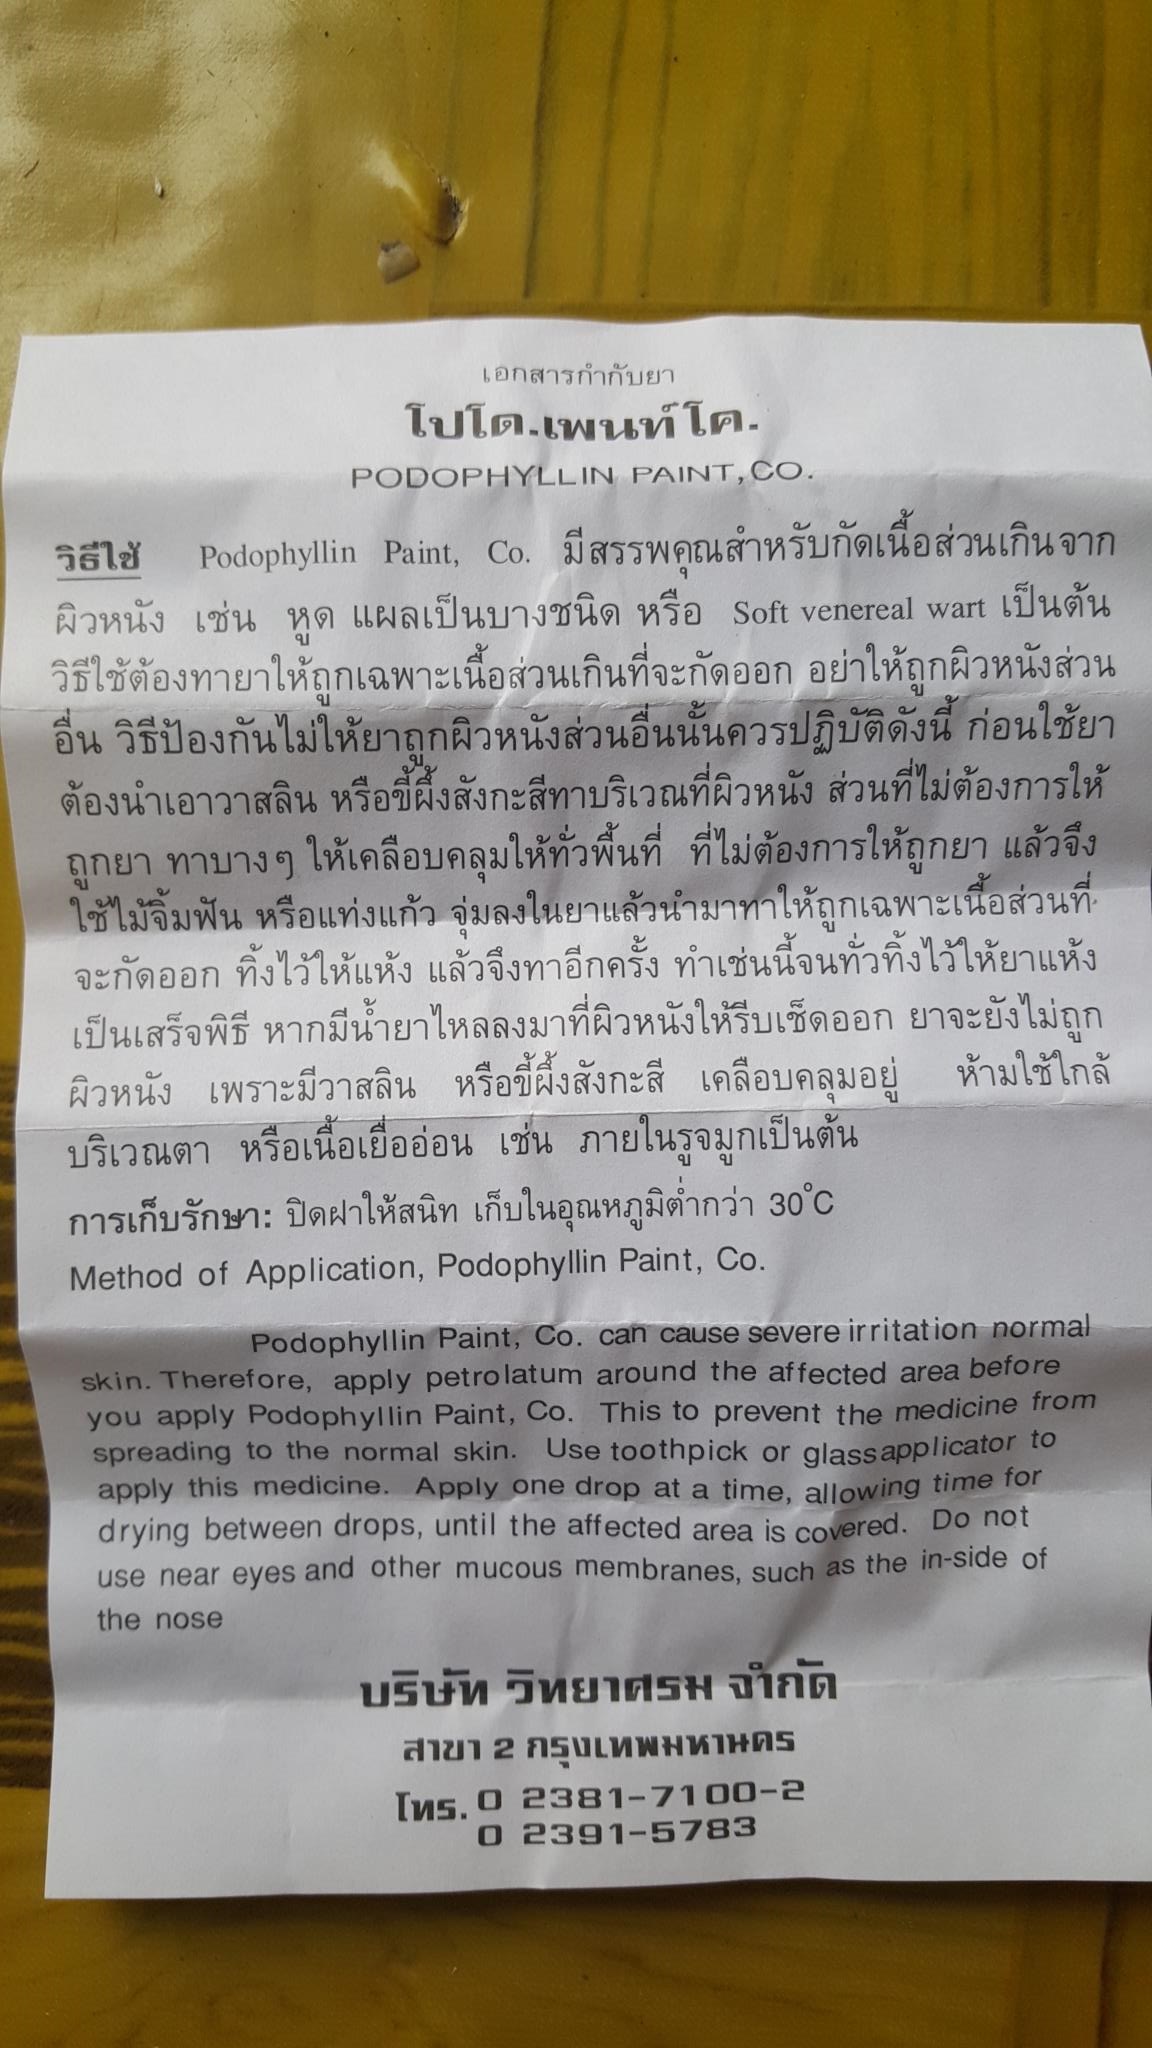 เอกสารกำกับยา
โปโด.เพนท์ โค.
PODOPHYLLIN PAINT, CO.
วิธีใช้ Podophyllin Paint, Co. มีสรรพคุณสำหรับกัดเนื้อส่วนเกินจาก
ผิวหนัง เช่น หูด แผลเป็นบางชนิด หรือ Soft venereal wart เป็นต้น
วิธีใช้ต้องทายาให้ถูกเฉพาะเนื้อส่วนเกินที่จะกัดออก อย่าให้ถูกผิวหนังส่วน
อื่น วิธีป้องกันไม่ให้ยาถูกผิวหนังส่วนอื่นนั้นควรปฏิบัติดังนี้ ก่อนใช้ยา
ต้องนำเอาวาสลิน หรือขี้ผึ้งสังกะสีทาบริเวณที่ผิวหนัง ส่วนที่ไม่ต้องการให้
ถูกยา ทาบางๆ ให้เคลือบคลุมให้ทั่วพื้นที่ ที่ไม่ต้องการให้ถูกยา แล้วจึง
ใช้ไม้จิ้มฟัน หรือแท่งแก้ว จุ่มลงในยาแล้วนำมาทาให้ถูกเฉพาะเนื้อส่วนที่
จะกัดออก ทิ้งไว้ให้แห้ง แล้วจึงทาอีกครั้ง ทำเช่นนี้จนทั่วทิ้งไว้ให้ยาแห้ง
เป็นเสร็จพิธี หากมีน้ำยาไหลลงมาที่ผิวหนังให้รีบเช็ดออก ยาจะยังไม่ถูก
ผิวหนัง เพราะมีวาสลิน หรือขี้ผึ้งสังกะสี เคลือบคลุมอยู่ ห้ามใช้ใกล้
บริเวณตา หรือเนื้อเยื่ออ่อน เช่น ภายในรูจมูกเป็นต้น
การเก็บรักษา: ปิดฝาให้สนิท เก็บในอุณหภูมิต่ำกว่า 30°C
Method of Application, Podophyllin Paint, Co.
Podophyllin Paint, Co. can cause severe irritation normal
skin. Therefore, apply petrolatum around the affected area before
you apply Podophyllin Paint, Co. This to prevent the medicine from
spreading to the normal skin. Use toothpick or glass applicator to
apply this medicine. Apply one drop at a time, allowing time for
drying between drops, until the affected area is covered. Do not
use near eyes and other mucous membranes, such as the in-side of
the nose
บริษัท วิทยาศรม จำกัด
สาขา 2 กรุงเทพมหานคร
โทร. 0 2381-7100-2
0 2391-5783